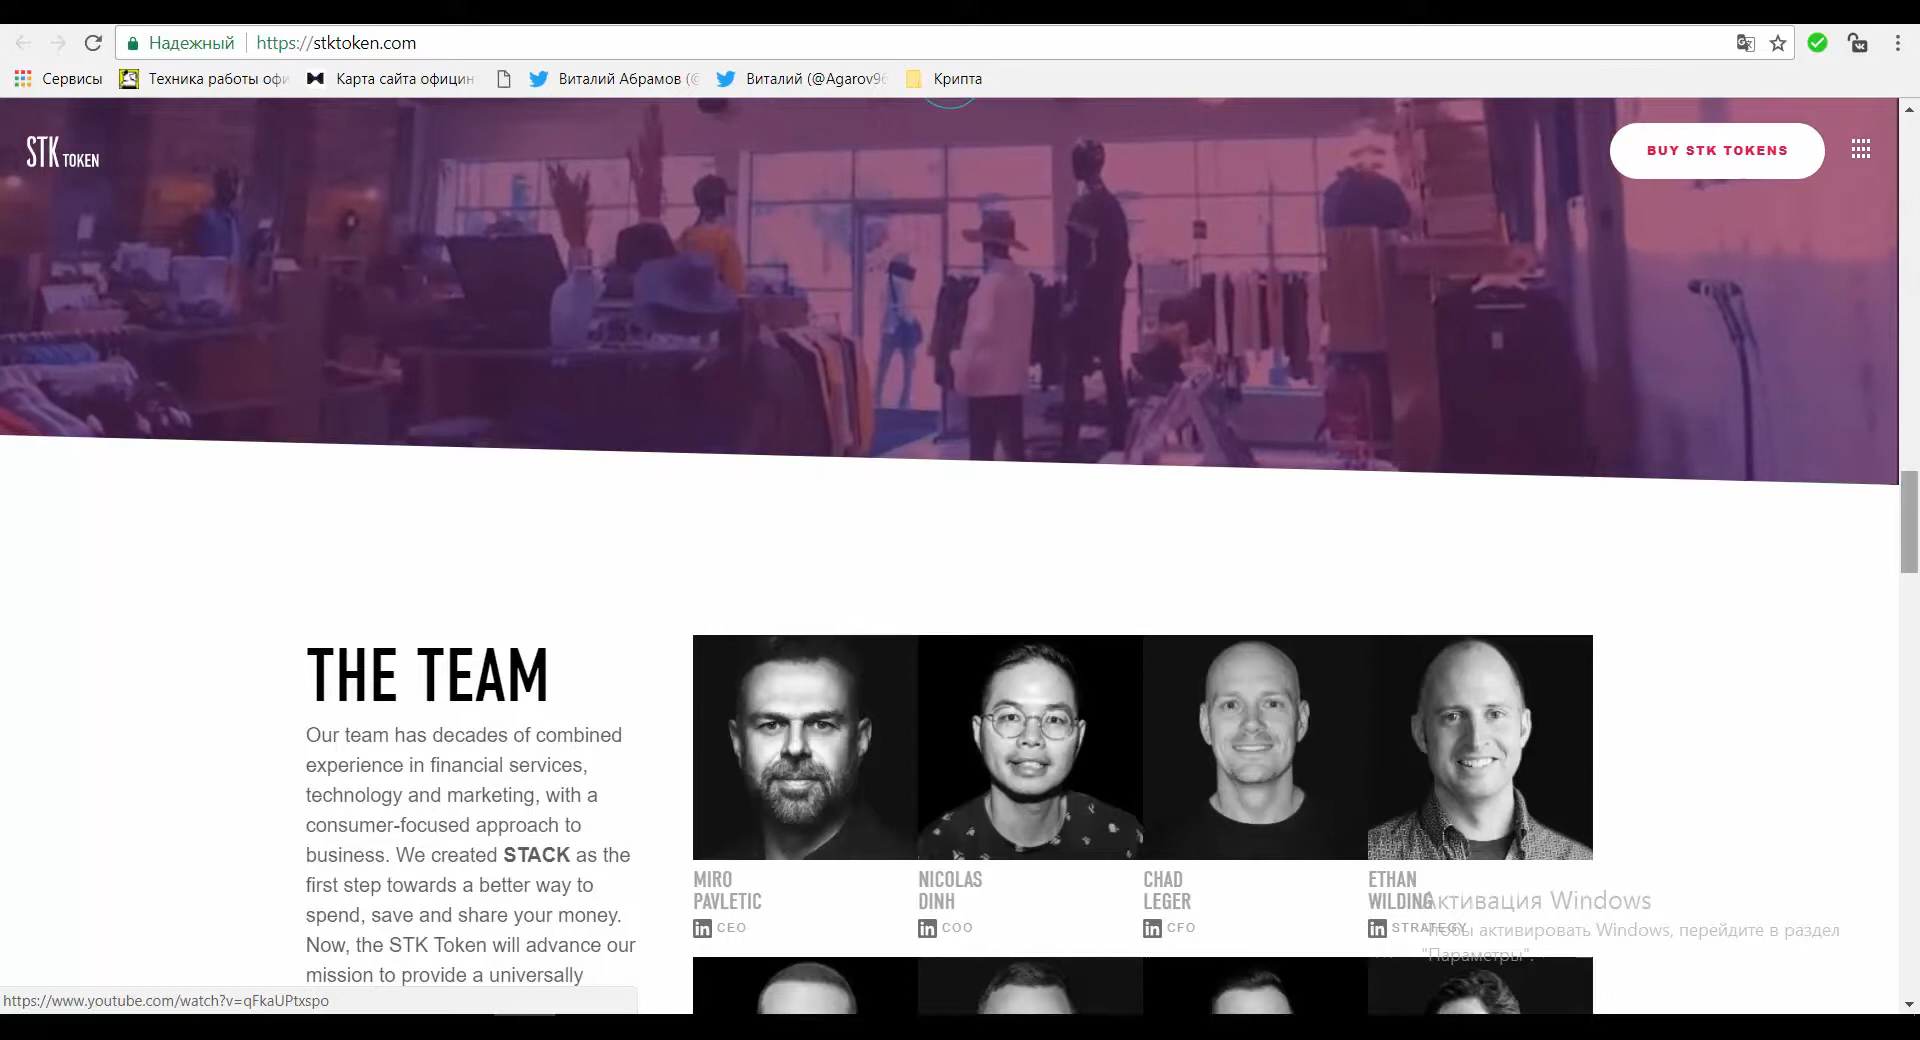 Надежный https://stktoken.com
Сервисы Техника работы офи Карта сайта официн Виталий Абрамов (@ Виталий (@Agarov96 Крипта
STK TOKEN
BUY STK TOKENS
THE TEAM
Our team has decades of combined
experience in financial services,
technology and marketing, with a
consumer-focused approach to
business. We created STACK as the
first step towards a better way to
spend, save and share your money.
Now, the STK Token will advance our
mission to provide a universally
MIRO
PAVLETIC
in CEO
NICOLAS
DINH
in COO
CHAD
LEGER
in CFO
ETHAN
WILDING
in STRATEGY
Активация Windows
Чтобы активировать Windows, перейдите в раздел
"Параметры".
https://www.youtube.com/watch?v=qFkaUPtxspo